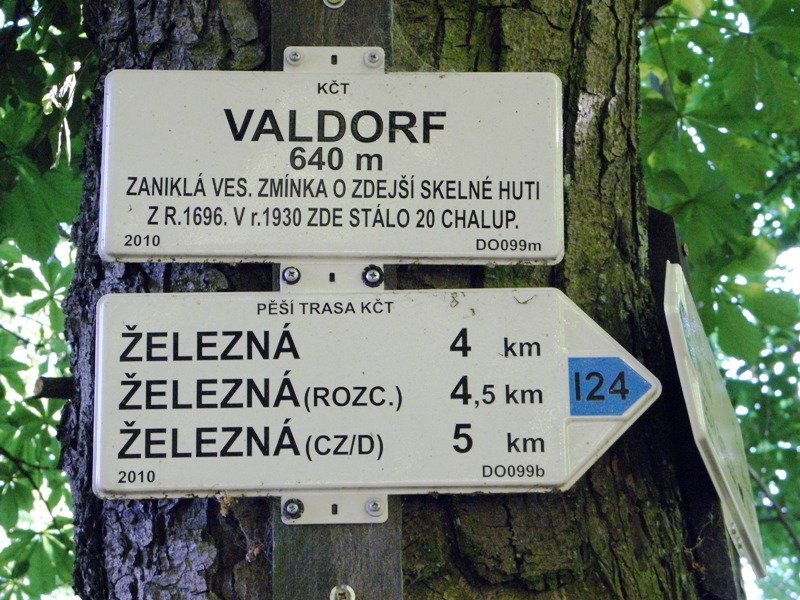 KČT
VALDORF
640 m
ZANIKLÁ VES. ZMÍNKA O ZDEJŠÍ SKELNÉ HUTI
Z R.1696. V r.1930 ZDE STÁLO 20 CHALUP.
2010 DO099m
PĚŠÍ TRASA KČT
ŽELEZNÁ 4 km
ŽELEZNÁ (ROZC.) 4,5 km
124
ŽELEZNÁ (CZ/D) 5 km
2010 DO099b